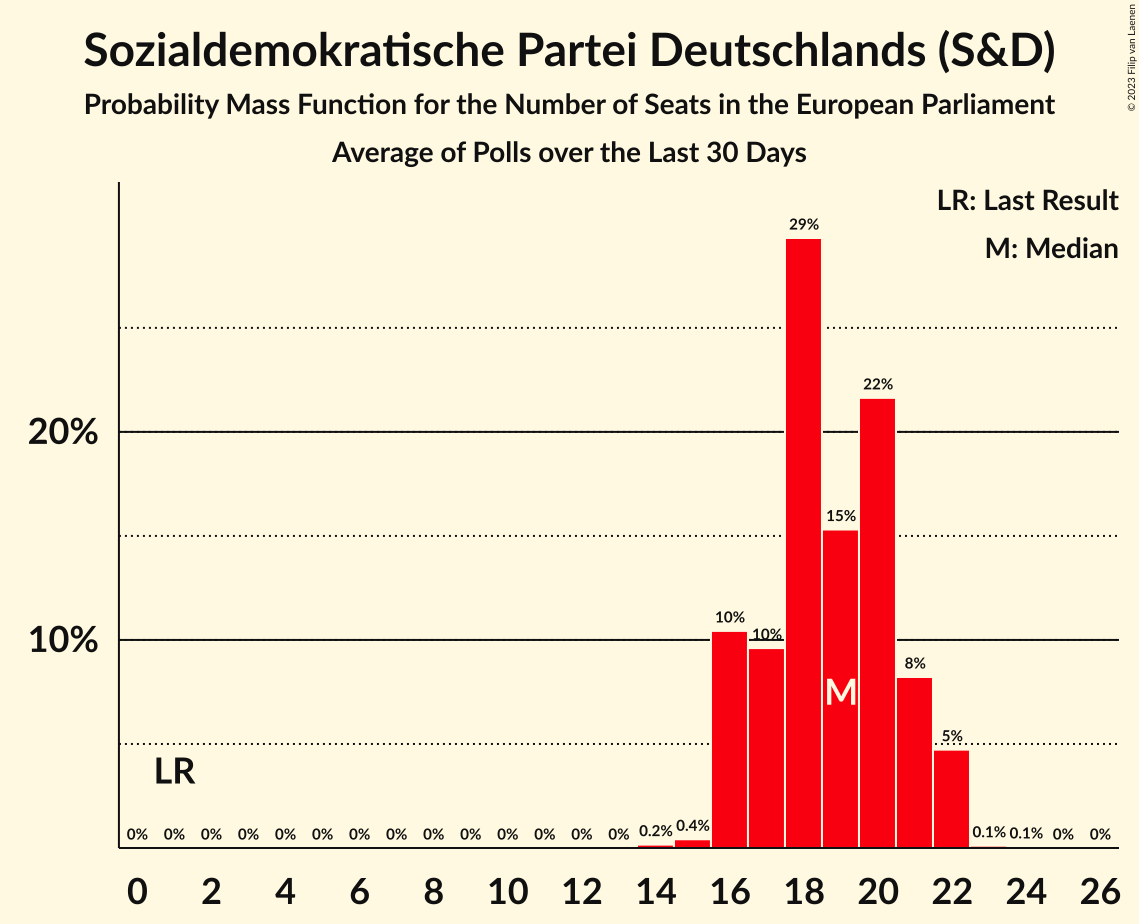 Sozialdemokratische Partei Deutschlands (S&D)
Probability Mass Function for the Number of Seats in the European Parliament
Average of Polls over the Last 30 Days
© 2023 Filip van Laenen
LR: Last Result
M: Median
29%
22%
20%
15%
10%
10%
10%
8%
M
5%
LR
0% 0% 0% 0% 0% 0% 0% 0% 0% 0% 0% 0% 0% 0% 0.2% 0.4% 0.1% 0.1% 0% 0%
0 2 4 6 8 10 12 14 16 18 20 22 24 26